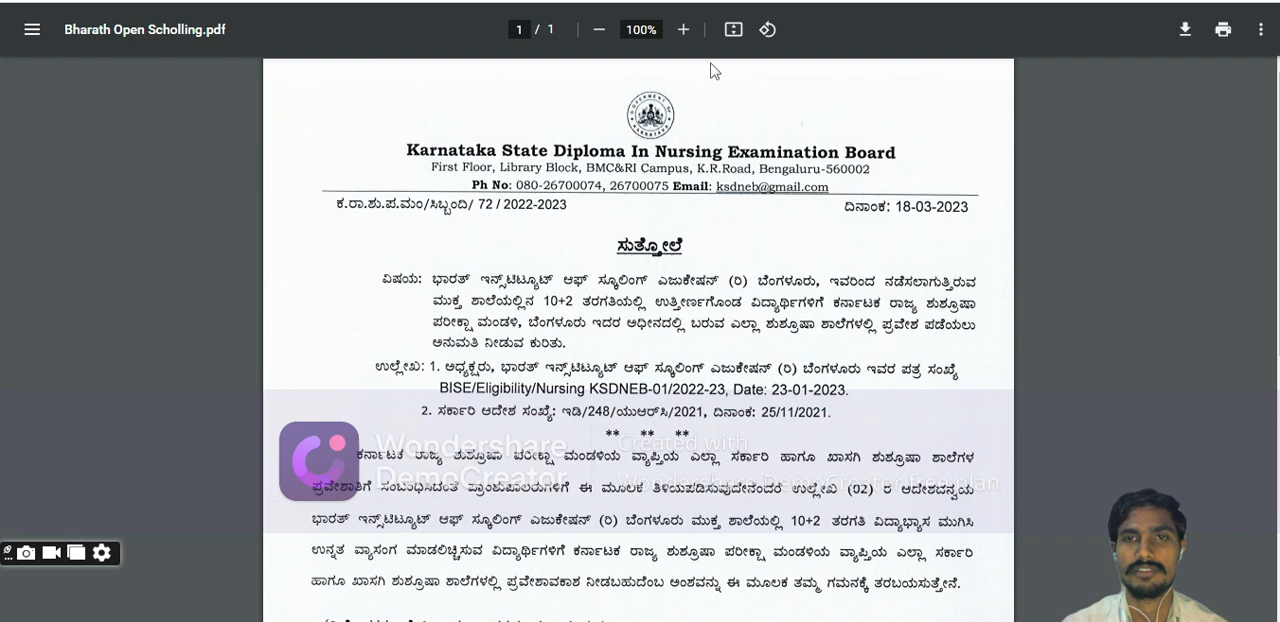 Bharath Open Scholling.pdf
1 / 1
100%
Karnataka State Diploma In Nursing Examination Board
First Floor, Library Block, BMC&RI Campus, K.R.Road, Bengaluru-560002
Ph No: 080-26700074, 26700075 Email: ksdneb@gmail.com
ಕ.ರಾ.ಶು.ಪ.ಮಂ/ಸಿಬ್ಬಂದಿ/ 72 / 2022-2023 ದಿನಾಂಕ: 18-03-2023
ಸುತ್ತೋಲೆ
ವಿಷಯ: ಭಾರತ್ ಇನ್ಸ್‌ಟಿಟ್ಯೂಟ್ ಆಫ್ ಸ್ಕೂಲಿಂಗ್ ಎಜುಕೇಷನ್ (ರಿ) ಬೆಂಗಳೂರು, ಇವರಿಂದ ನಡೆಸಲಾಗುತ್ತಿರುವ
ಮುಕ್ತ ಶಾಲೆಯಲ್ಲಿನ 10+2 ತರಗತಿಯಲ್ಲಿ ಉತ್ತೀರ್ಣಗೊಂಡ ವಿದ್ಯಾರ್ಥಿಗಳಿಗೆ ಕರ್ನಾಟಕ ರಾಜ್ಯ ಶುಶ್ರೂಷಾ
ಪರೀಕ್ಷಾ ಮಂಡಳಿ, ಬೆಂಗಳೂರು ಇದರ ಅಧೀನದಲ್ಲಿ ಬರುವ ಎಲ್ಲಾ ಶುಶ್ರೂಷಾ ಶಾಲೆಗಳಲ್ಲಿ ಪ್ರವೇಶ ಪಡೆಯಲು
ಅನುಮತಿ ನೀಡುವ ಕುರಿತು.
ಉಲ್ಲೇಖ: 1. ಅಧ್ಯಕ್ಷರು, ಭಾರತ್ ಇನ್ಸ್‌ಟಿಟ್ಯೂಟ್ ಆಫ್ ಸ್ಕೂಲಿಂಗ್ ಎಜುಕೇಷನ್ (ರಿ) ಬೆಂಗಳೂರು ಇವರ ಪತ್ರ ಸಂಖ್ಯೆ
BISE/Eligibility/Nursing KSDNEB-01/2022-23, Date: 23-01-2023.
2. ಸರ್ಕಾರಿ ಆದೇಶ ಸಂಖ್ಯೆ: ಇಡಿ/248/ಯುಆರ್‌ಸಿ/2021, ದಿನಾಂಕ: 25/11/2021.
** ** **
Wondershare DemoCreator
Created with
Wondershare DemoCreator free plan
ಕರ್ನಾಟಕ ರಾಜ್ಯ ಶುಶ್ರೂಷಾ ಪರೀಕ್ಷಾ ಮಂಡಳಿಯ ವ್ಯಾಪ್ತಿಯ ಎಲ್ಲಾ ಸರ್ಕಾರಿ ಹಾಗೂ ಖಾಸಗಿ ಶುಶ್ರೂಷಾ ಶಾಲೆಗಳ
ಪ್ರವೇಶಾತಿಗೆ ಸಂಬಂಧಿಸಿದಂತೆ ಪ್ರಾಂಶುಪಾಲರುಗಳಿಗೆ ಈ ಮೂಲಕ ತಿಳಿಯಪಡಿಸುವುದೇನೆಂದರೆ ಉಲ್ಲೇಖ (02) ರ ಆದೇಶದನ್ವಯ
ಭಾರತ್ ಇನ್ಸ್‌ಟಿಟ್ಯೂಟ್ ಆಫ್ ಸ್ಕೂಲಿಂಗ್ ಎಜುಕೇಷನ್ (ರಿ) ಬೆಂಗಳೂರು ಮುಕ್ತ ಶಾಲೆಯಲ್ಲಿ 10+2 ತರಗತಿ ವಿದ್ಯಾಭ್ಯಾಸ ಮುಗಿಸಿ
ಉನ್ನತ ವ್ಯಾಸಂಗ ಮಾಡಲಿಚ್ಚಿಸುವ ವಿದ್ಯಾರ್ಥಿಗಳಿಗೆ ಕರ್ನಾಟಕ ರಾಜ್ಯ ಶುಶ್ರೂಷಾ ಪರೀಕ್ಷಾ ಮಂಡಳಿಯ ವ್ಯಾಪ್ತಿಯ ಎಲ್ಲಾ ಸರ್ಕಾರಿ
ಹಾಗೂ ಖಾಸಗಿ ಶುಶ್ರೂಷಾ ಶಾಲೆಗಳಲ್ಲಿ ಪ್ರವೇಶಾವಕಾಶ ನೀಡಬಹುದೆಂಬ ಅಂಶವನ್ನು ಈ ಮೂಲಕ ತಮ್ಮ ಗಮನಕ್ಕೆ ತರಬಯಸುತ್ತೇನೆ.